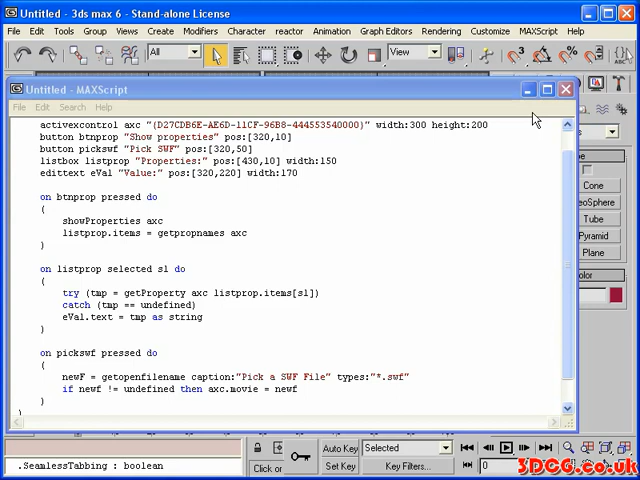 Untitled - 3ds max 6 - Stand-alone License
File Edit Tools Group Views Create Modifiers Character reactor Animation Graph Editors Rendering Customize MAXScript Help
All View
Untitled - MAXScript
File Edit Search Help
activexcontrol axc "{D27CDB6E-AE6D-11CF-96B8-444553540000}" width:300 height:200
button btnprop "Show properties" pos:[320,10]
button pickswf "Pick SWF" pos:[320,50]
listbox listprop "Properties:" pos:[430,10] width:150
edittext eVal "Value:" pos:[320,220] width:170
on btnprop pressed do
(
showProperties axc
listprop.items = getpropnames axc
)
on listprop selected sl do
(
try (tmp = getProperty axc listprop.items[sl])
catch (tmp == undefined)
eVal.text = tmp as string
)
on pickswf pressed do
(
newF = getopenfilename caption:"Pick a SWF File" types:"*.swf"
if newf != undefined then axc.movie = newf
)
Cone
eoSphere
Tube
Pyramid
Plane
olor
Auto Key Selected
.SeamlessTabbing : boolean Click or Set Key Key Filters... 0
3DCG.co.uk